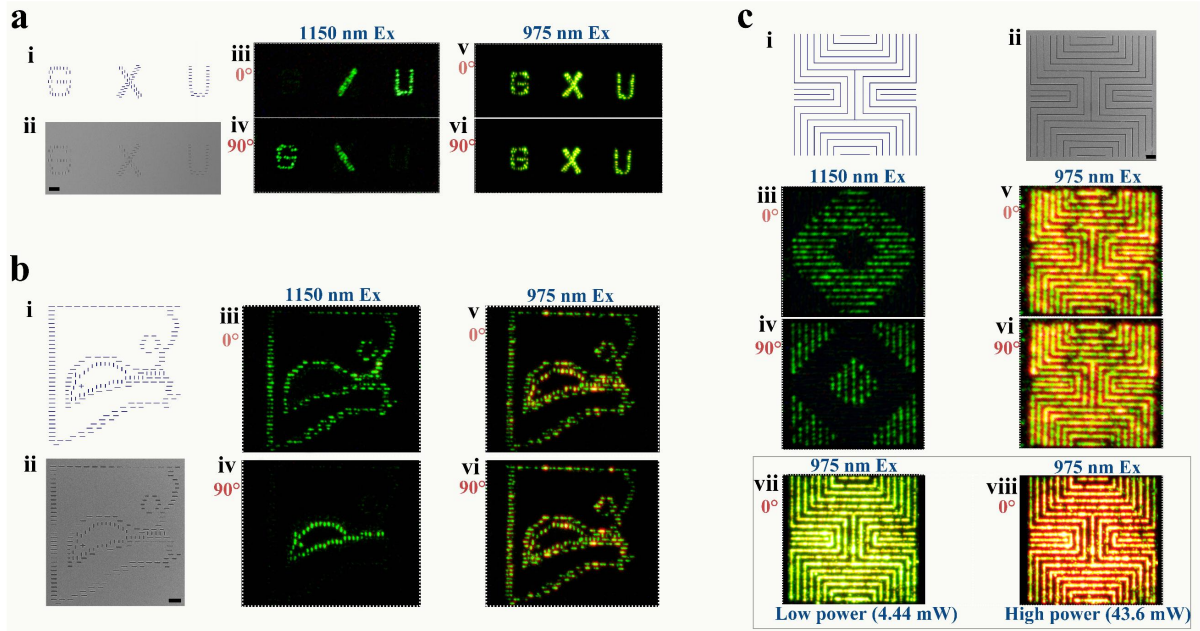 a
i
G X U
ii
G X U
1150 nm Ex
iii
0°
G X U
iv
90°
G X U
975 nm Ex
v
0°
G X U
vi
90°
G X U
b
i
ii
1150 nm Ex
iii
0°
iv
90°
975 nm Ex
v
0°
vi
90°
c
i
ii
1150 nm Ex
iii
0°
iv
90°
975 nm Ex
v
0°
vi
90°
975 nm Ex
vii
0°
Low power (4.44 mW)
975 nm Ex
viii
0°
High power (43.6 mW)